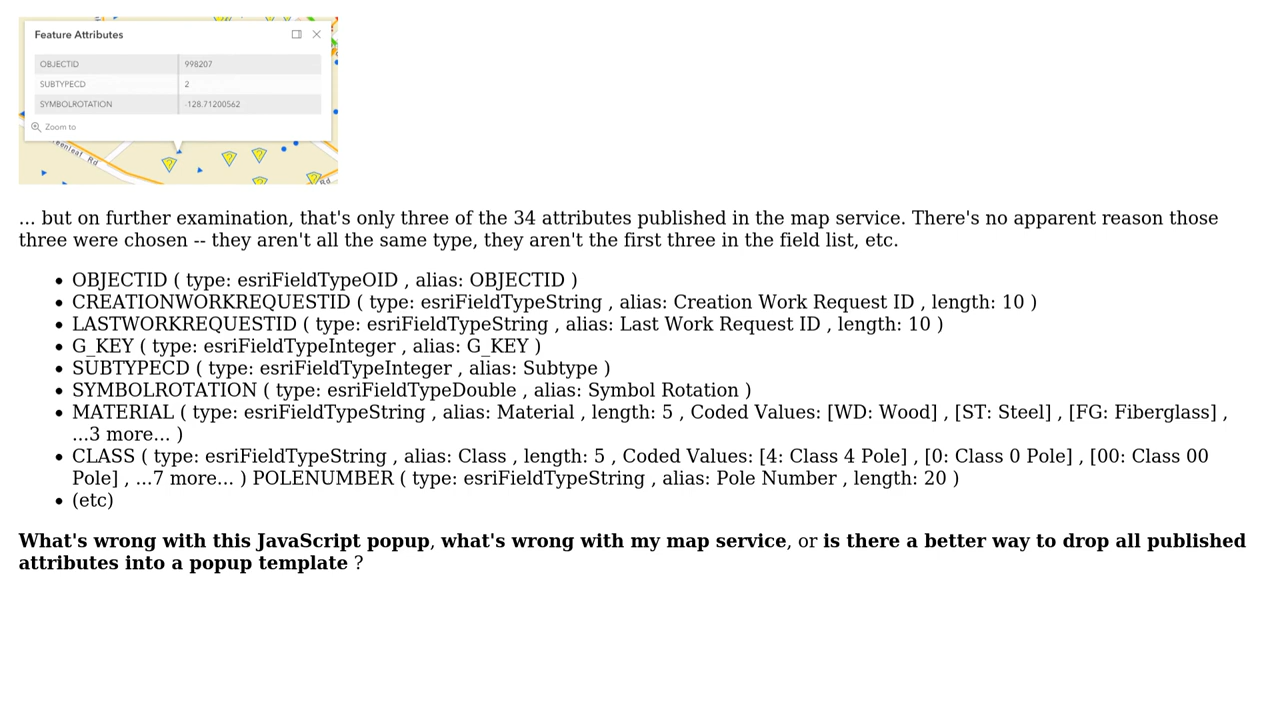 Feature Attributes
OBJECTID 998207
SUBTYPECD 2
SYMBOLROTATION -128.71200562
Zoom to
eenleaf Rd
Rd
... but on further examination, that's only three of the 34 attributes published in the map service. There's no apparent reason those
three were chosen -- they aren't all the same type, they aren't the first three in the field list, etc.
• OBJECTID ( type: esriFieldTypeOID , alias: OBJECTID )
• CREATIONWORKREQUESTID ( type: esriFieldTypeString , alias: Creation Work Request ID , length: 10 )
• LASTWORKREQUESTID ( type: esriFieldTypeString , alias: Last Work Request ID , length: 10 )
• G_KEY ( type: esriFieldTypeInteger , alias: G_KEY )
• SUBTYPECD ( type: esriFieldTypeInteger , alias: Subtype )
• SYMBOLROTATION ( type: esriFieldTypeDouble , alias: Symbol Rotation )
• MATERIAL ( type: esriFieldTypeString , alias: Material , length: 5 , Coded Values: [WD: Wood] , [ST: Steel] , [FG: Fiberglass] ,
...3 more... )
• CLASS ( type: esriFieldTypeString , alias: Class , length: 5 , Coded Values: [4: Class 4 Pole] , [0: Class 0 Pole] , [00: Class 00
Pole] , ...7 more... ) POLENUMBER ( type: esriFieldTypeString , alias: Pole Number , length: 20 )
• (etc)
What's wrong with this JavaScript popup, what's wrong with my map service, or is there a better way to drop all published
attributes into a popup template ?